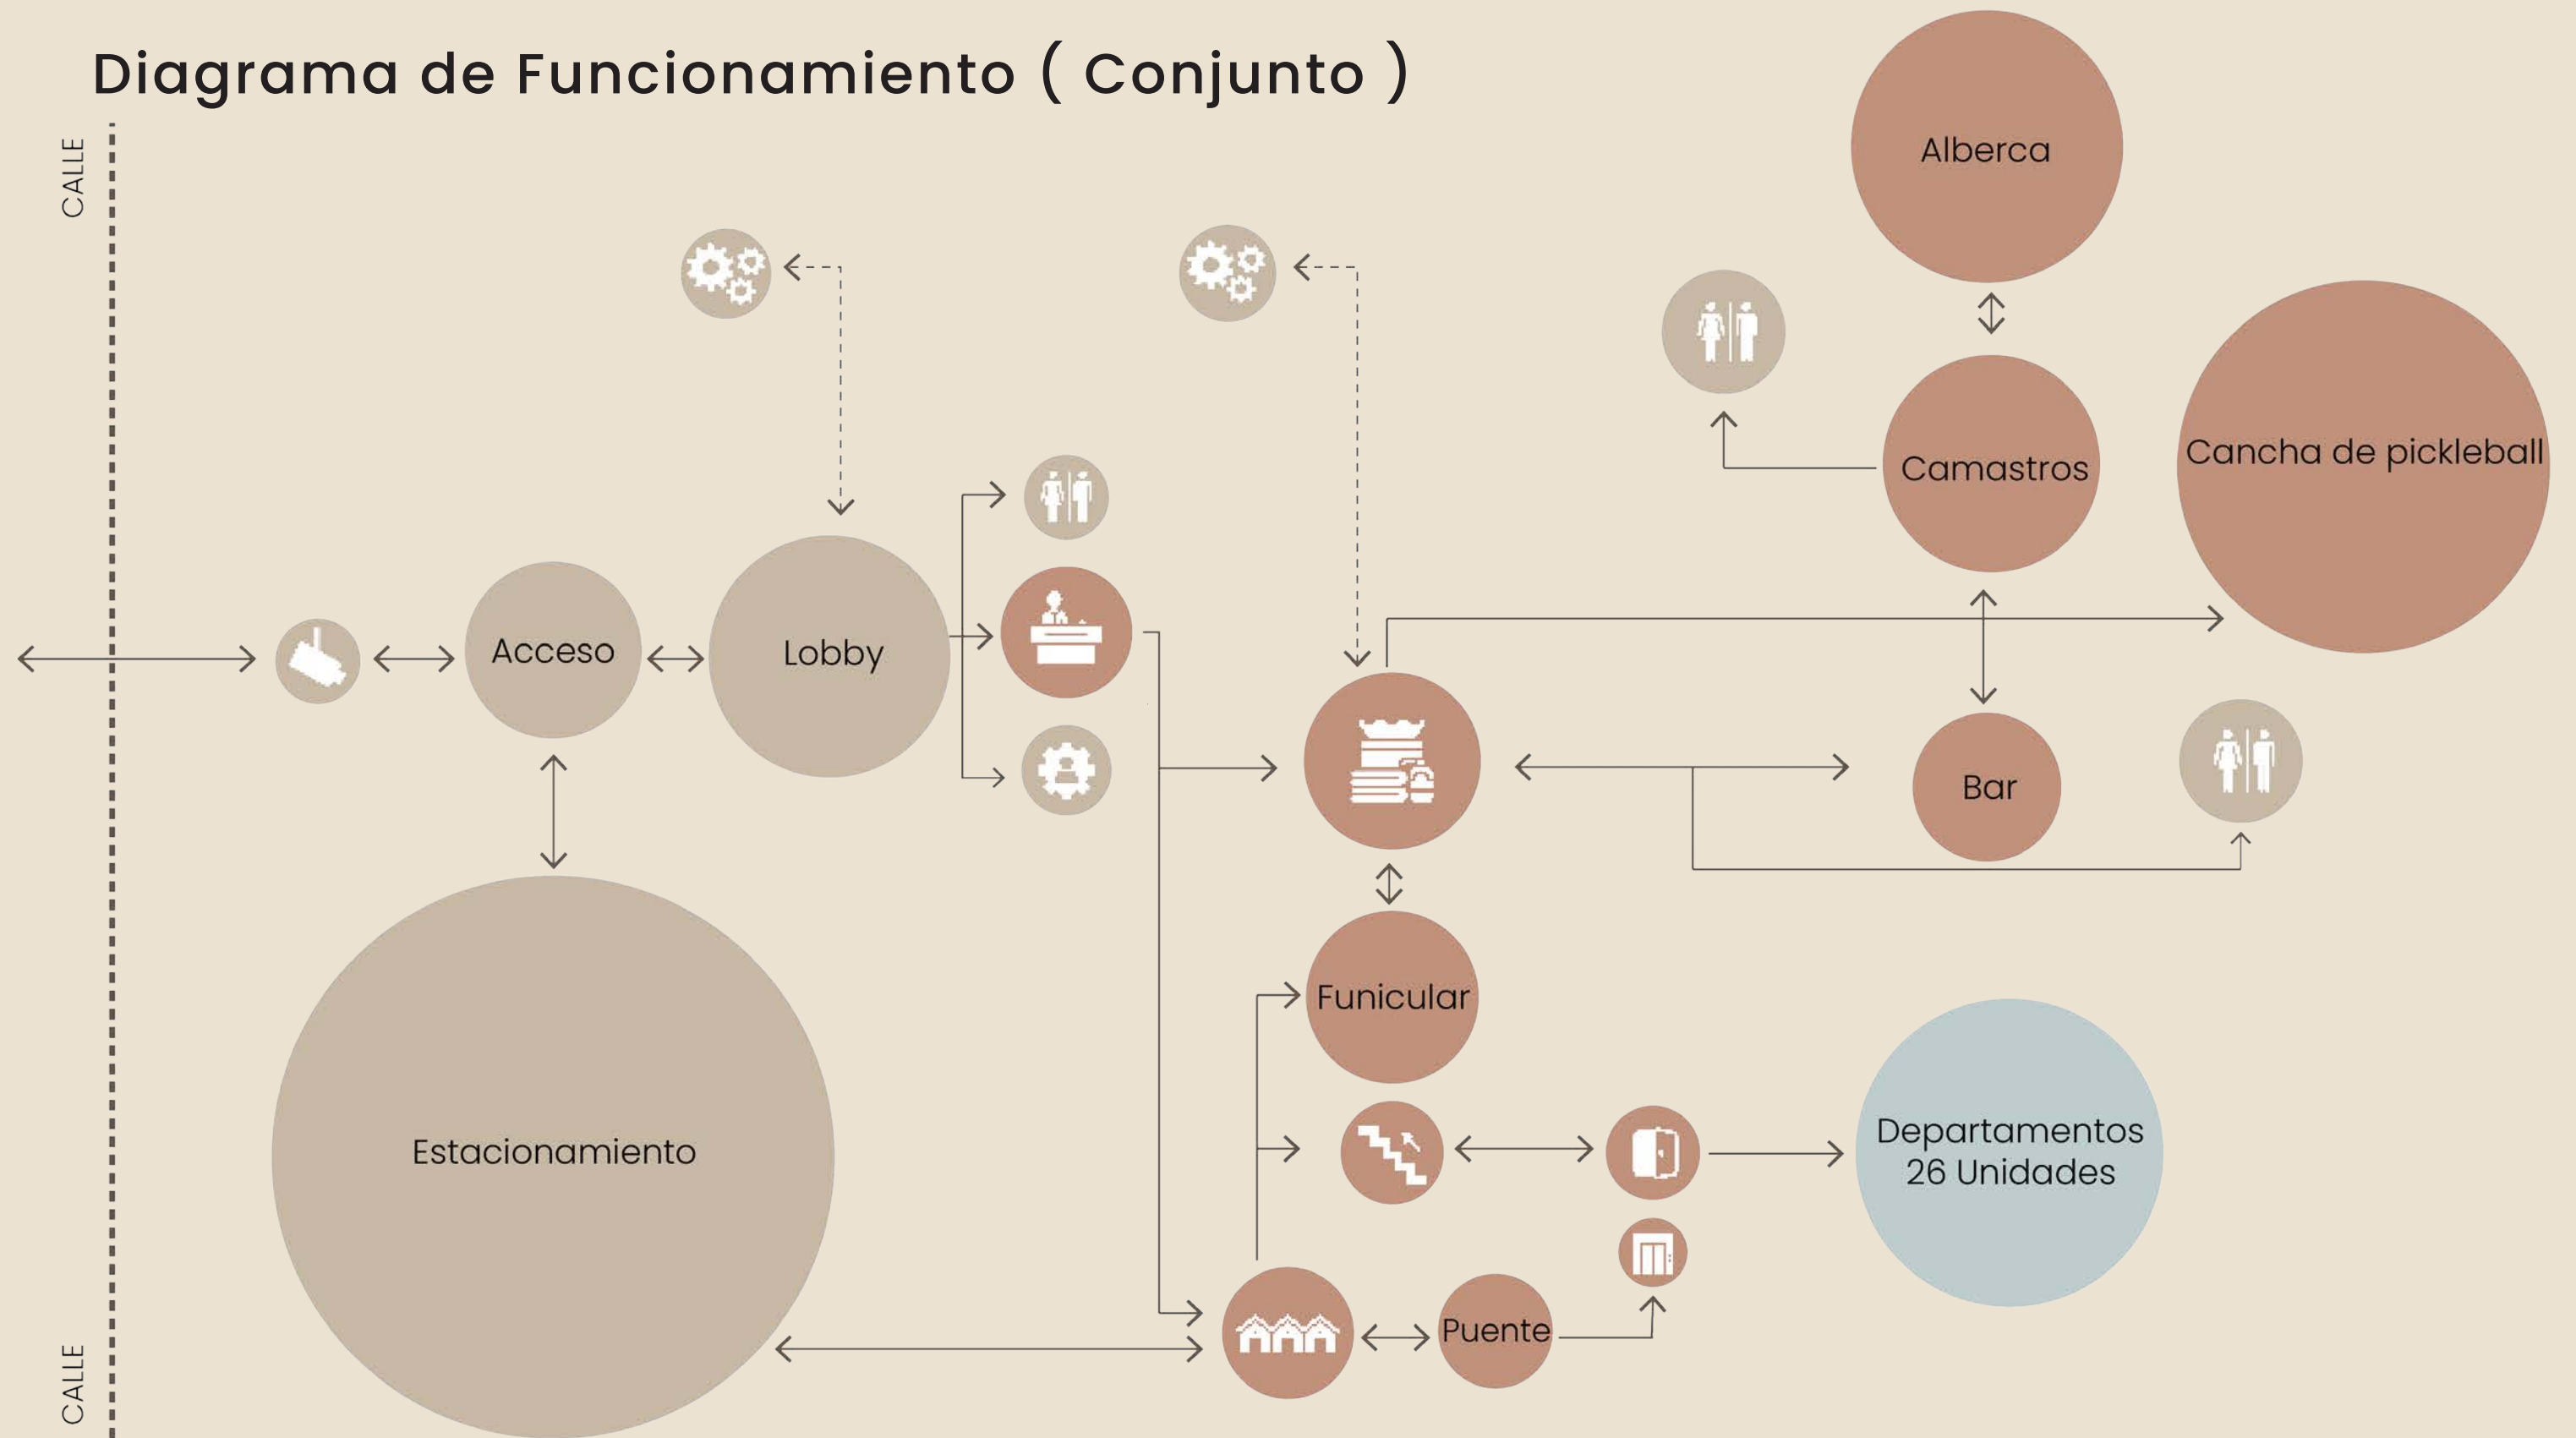 Diagrama de Funcionamiento ( Conjunto )
CALLE
Alberca
Camastros
Cancha de pickleball
Acceso
Lobby
Bar
Funicular
Estacionamiento
Departamentos
26 Unidades
Puente
CALLE